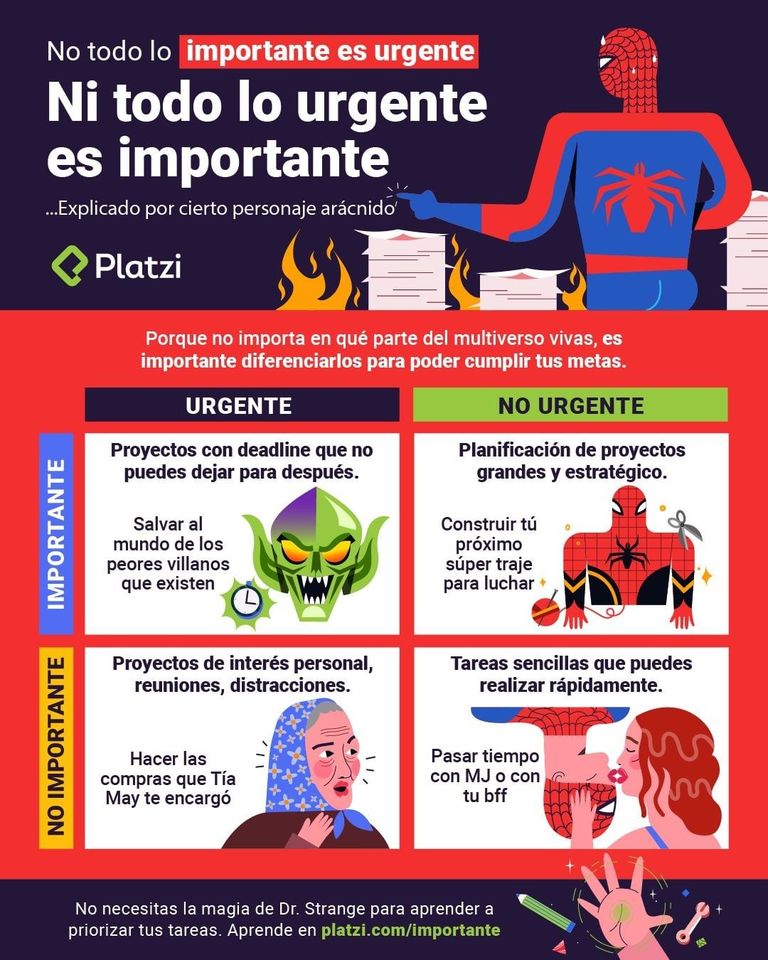 No todo lo importante es urgente
Ni todo lo urgente
es importante
...Explicado por cierto personaje arácnido
Platzi
Porque no importa en qué parte del multiverso vivas, es
importante diferenciarlos para poder cumplir tus metas.
URGENTE
NO URGENTE
IMPORTANTE
Proyectos con deadline que no
puedes dejar para después.
Salvar al
mundo de los
peores villanos
que existen
Planificación de proyectos
grandes y estratégico.
Construir tú
próximo
súper traje
para luchar
NO IMPORTANTE
Proyectos de interés personal,
reuniones, distracciones.
Hacer las
compras que Tía
May te encargó
Tareas sencillas que puedes
realizar rápidamente.
Pasar tiempo
con MJ o con
tu bff
No necesitas la magia de Dr. Strange para aprender a
priorizar tus tareas. Aprende en platzi.com/importante